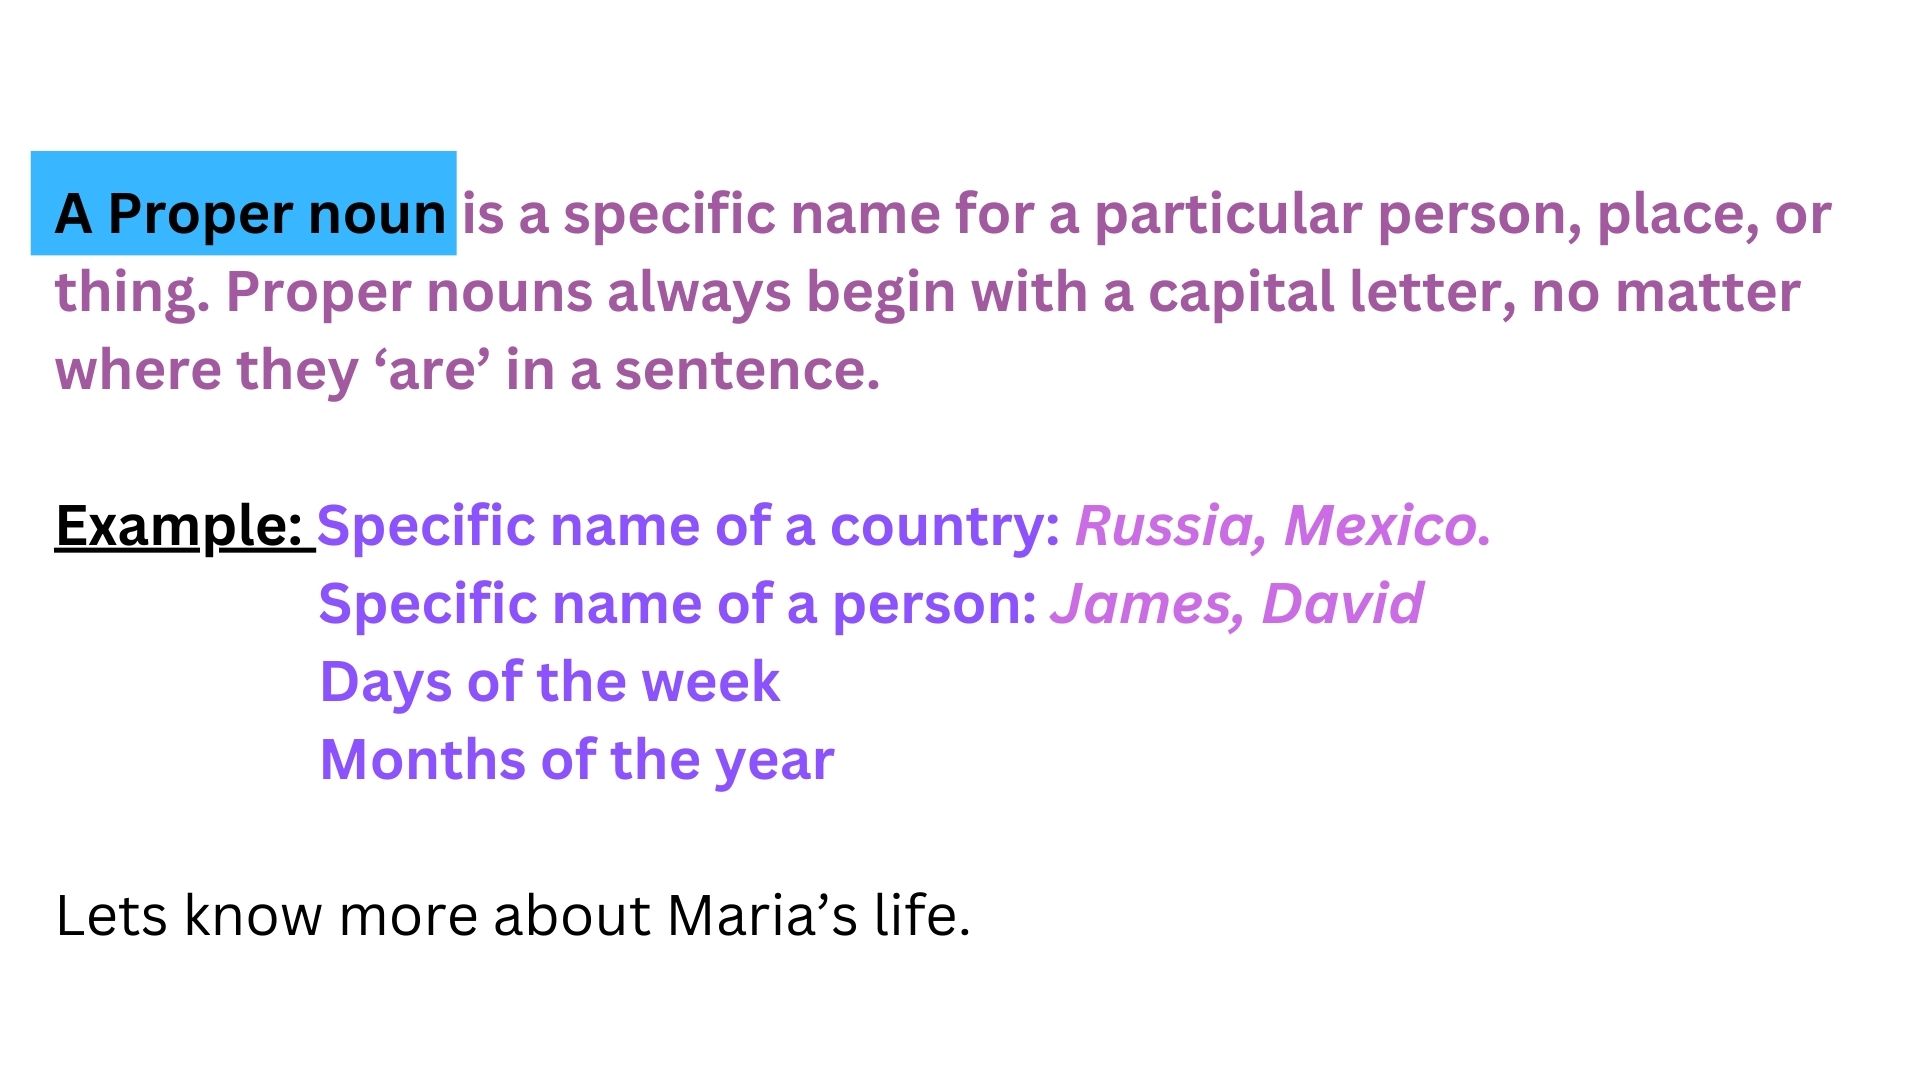 A Proper noun is a specific name for a particular person, place, or
thing. Proper nouns always begin with a capital letter, no matter
where they ‘are’ in a sentence.
Example: Specific name of a country: Russia, Mexico.
Specific name of a person: James, David
Days of the week
Months of the year
Lets know more about Maria’s life.